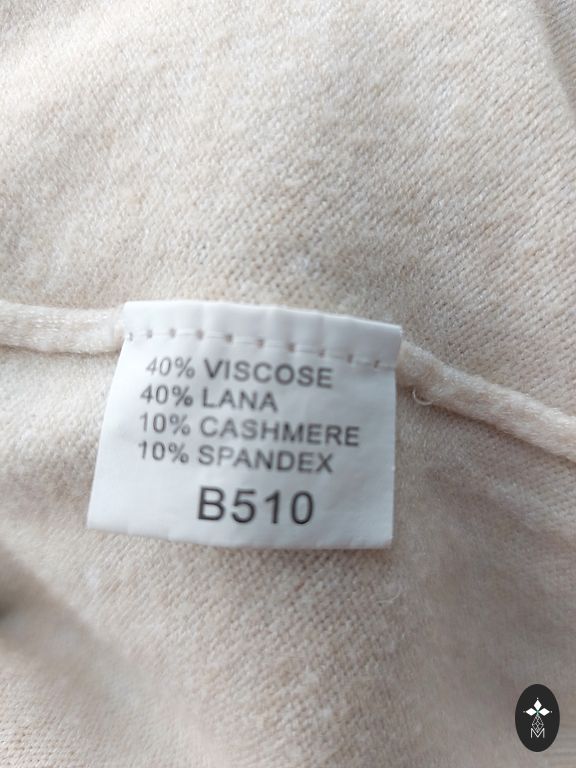 40% VISCOSE
40% LANA
10% CASHMERE
10% SPANDEX
B510
M